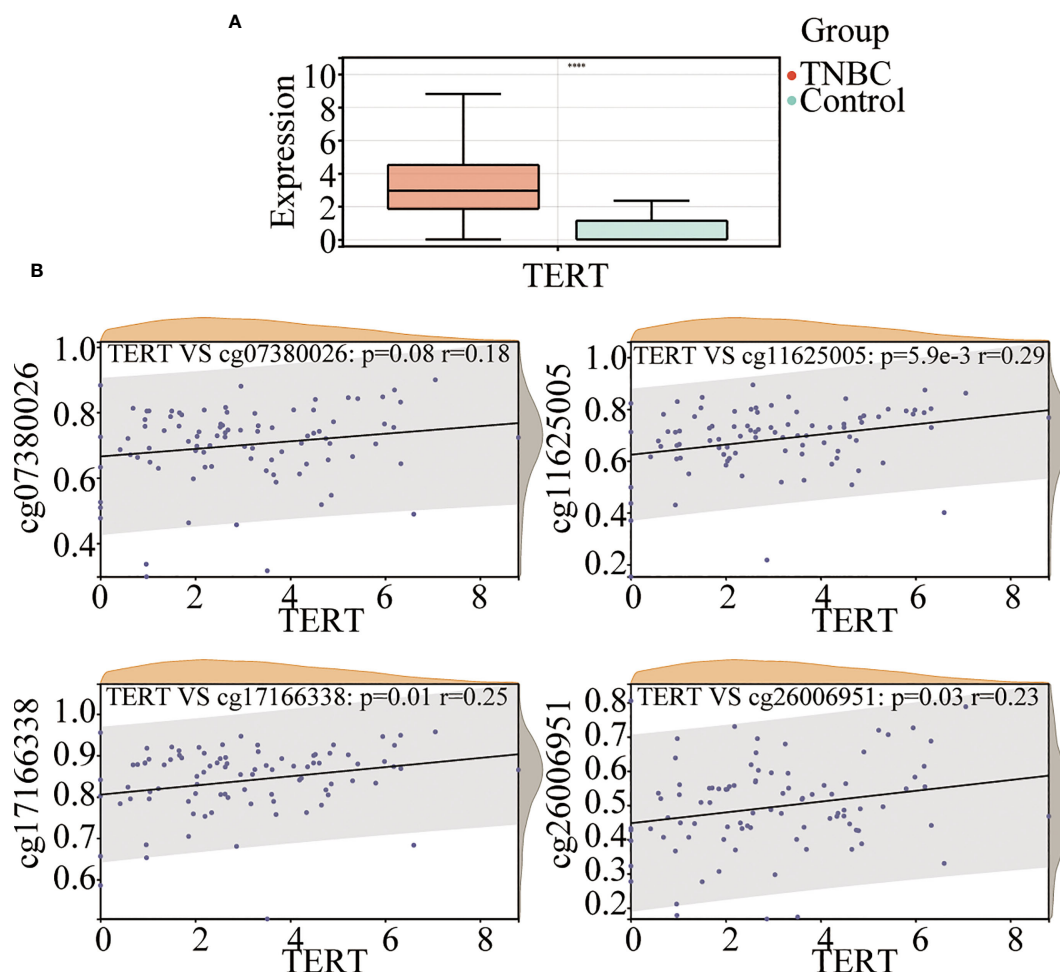 A
Group
TNBC
Control
****
Expression
10
8
6
4
2
0
TERT
B
TERT VS cg07380026: p=0.08 r=0.18
cg07380026
1.0
0.8
0.6
0.4
0 2 4 6 8
TERT
TERT VS cg11625005: p=5.9e-3 r=0.29
cg11625005
1.0
0.8
0.6
0.4
0.2
0 2 4 6 8
TERT
TERT VS cg17166338: p=0.01 r=0.25
cg17166338
1.0
0.9
0.8
0.7
0.6
0 2 4 6 8
TERT
TERT VS cg26006951: p=0.03 r=0.23
cg26006951
0.8
0.7
0.6
0.5
0.4
0.3
0.2
0 2 4 6 8
TERT